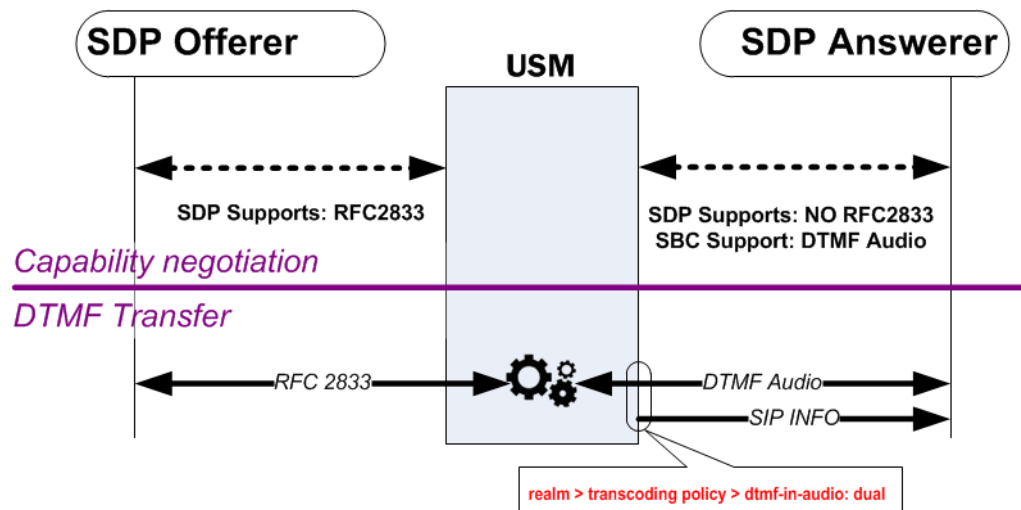 SDP Offerer
USM
SDP Answerer
SDP Supports: RFC2833
SDP Supports: NO RFC2833
SBC Support: DTMF Audio
Capability negotiation
DTMF Transfer
RFC 2833
DTMF Audio
SIP INFO
realm > transcoding policy > dtmf-in-audio: dual